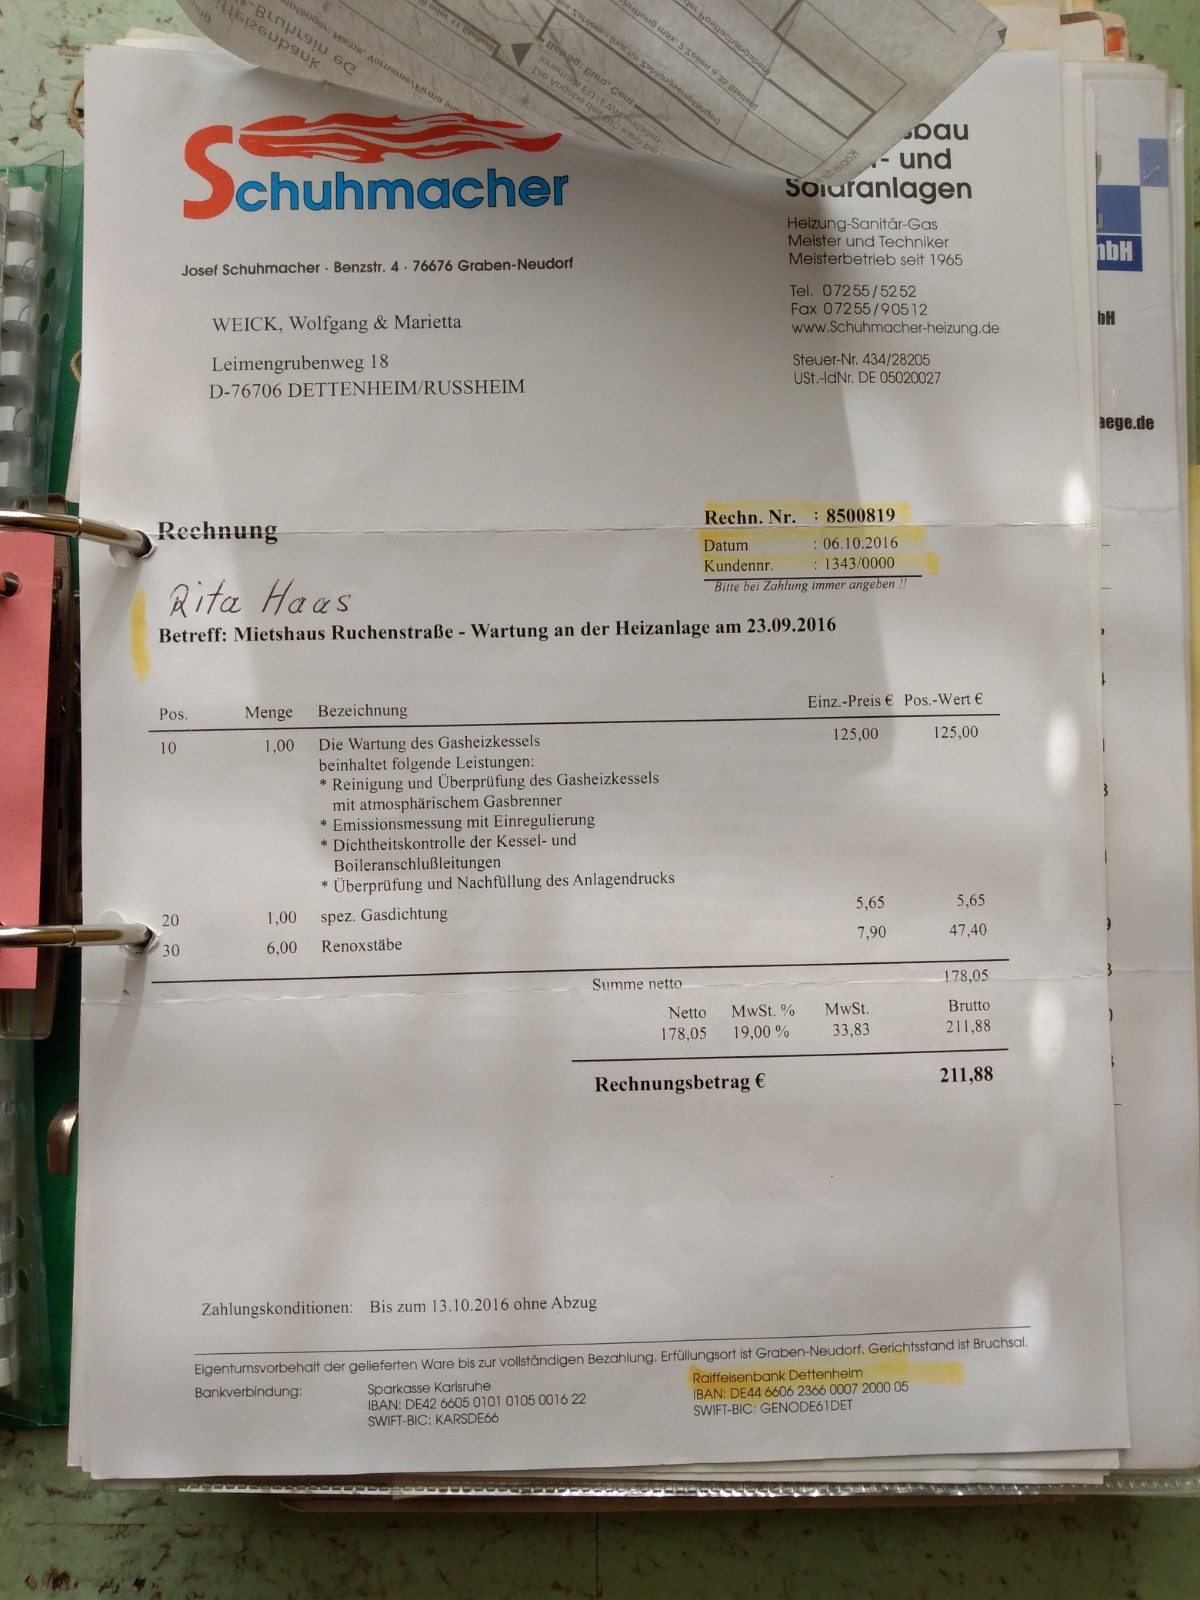 Schuhmacher
Josef Schuhmacher · Benzstr. 4 · 76676 Graben-Neudorf
und
Solaranlagen
Heizung-Sanitär-Gas
Meister und Techniker
Meisterbetrieb seit 1965
Tel. 07255/5252
Fax 07255/90512
www.Schuhmacher-heizung.de
Steuer-Nr. 434/28205
USt.-IdNr. DE 05020027
WEICK, Wolfgang & Marietta
Leimengrubenweg 18
D-76706 DETTENHEIM/RUSSHEIM
Rechnung
Rechn. Nr. : 8500819
Datum : 06.10.2016
Kundennr. : 1343/0000
Bitte bei Zahlung immer angeben !!
Rita Haas
Betreff: Mietshaus Ruchenstraße - Wartung an der Heizanlage am 23.09.2016
Pos. Menge Bezeichnung Einz.-Preis € Pos.-Wert €
10 1,00 Die Wartung des Gasheizkessels 125,00 125,00
beinhaltet folgende Leistungen:
* Reinigung und Überprüfung des Gasheizkessels
mit atmosphärischem Gasbrenner
* Emissionsmessung mit Einregulierung
* Dichtheitskontrolle der Kessel- und
Boileranschlußleitungen
* Überprüfung und Nachfüllung des Anlagendrucks
20 1,00 spez. Gasdichtung 5,65 5,65
30 6,00 Renoxstäbe 7,90 47,40
Summe netto 178,05
Netto MwSt. % MwSt. Brutto
178,05 19,00 % 33,83 211,88
Rechnungsbetrag € 211,88
Zahlungskonditionen: Bis zum 13.10.2016 ohne Abzug
Eigentumsvorbehalt der gelieferten Ware bis zur vollständigen Bezahlung. Erfüllungsort ist Graben-Neudorf. Gerichtsstand ist Bruchsal.
Bankverbindung:
Sparkasse Karlsruhe
IBAN: DE42 6605 0101 0105 0016 22
SWIFT-BIC: KARSDE66
Raiffeisenbank Dettenheim
IBAN: DE44 6606 2366 0007 2000 05
SWIFT-BIC: GENODE61DET